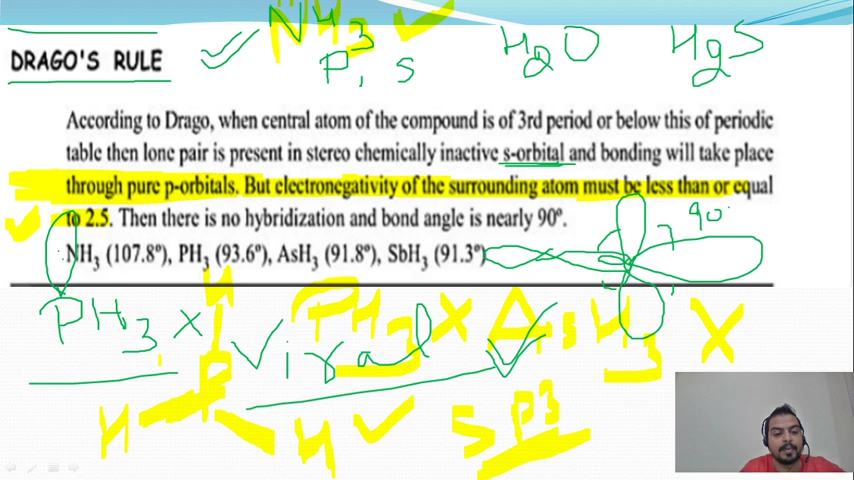 NH3
P, S
H2O
H2S
DRAGO'S RULE
According to Drago, when central atom of the compound is of 3rd period or below this of periodic
table then lone pair is present in stereo chemically inactive s-orbital and bonding will take place
through pure p-orbitals. But electronegativity of the surrounding atom must be less than or equal
to 2.5. Then there is no hybridization and bond angle is nearly 90º.
90
NH3 (107.8º), PH3 (93.6º), AsH3 (91.8º), SbH3 (91.3º)
PH3 X
H
PH3 X
AsH3 X
Viral
P
H
H
SP3